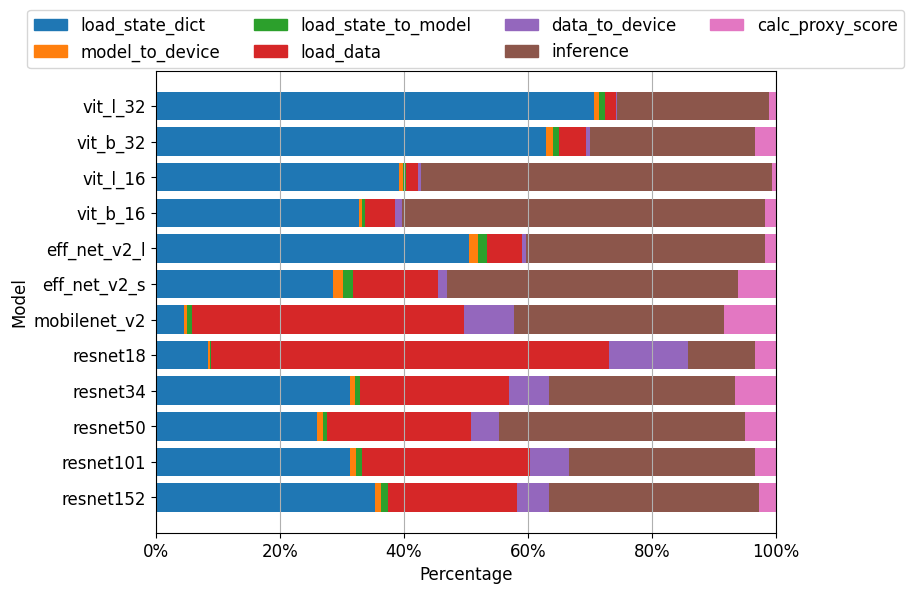 load_state_dict
model_to_device
load_state_to_model
load_data
data_to_device
inference
calc_proxy_score
Model
vit_l_32
vit_b_32
vit_l_16
vit_b_16
eff_net_v2_l
eff_net_v2_s
mobilenet_v2
resnet18
resnet34
resnet50
resnet101
resnet152
0%
20%
40%
60%
80%
100%
Percentage